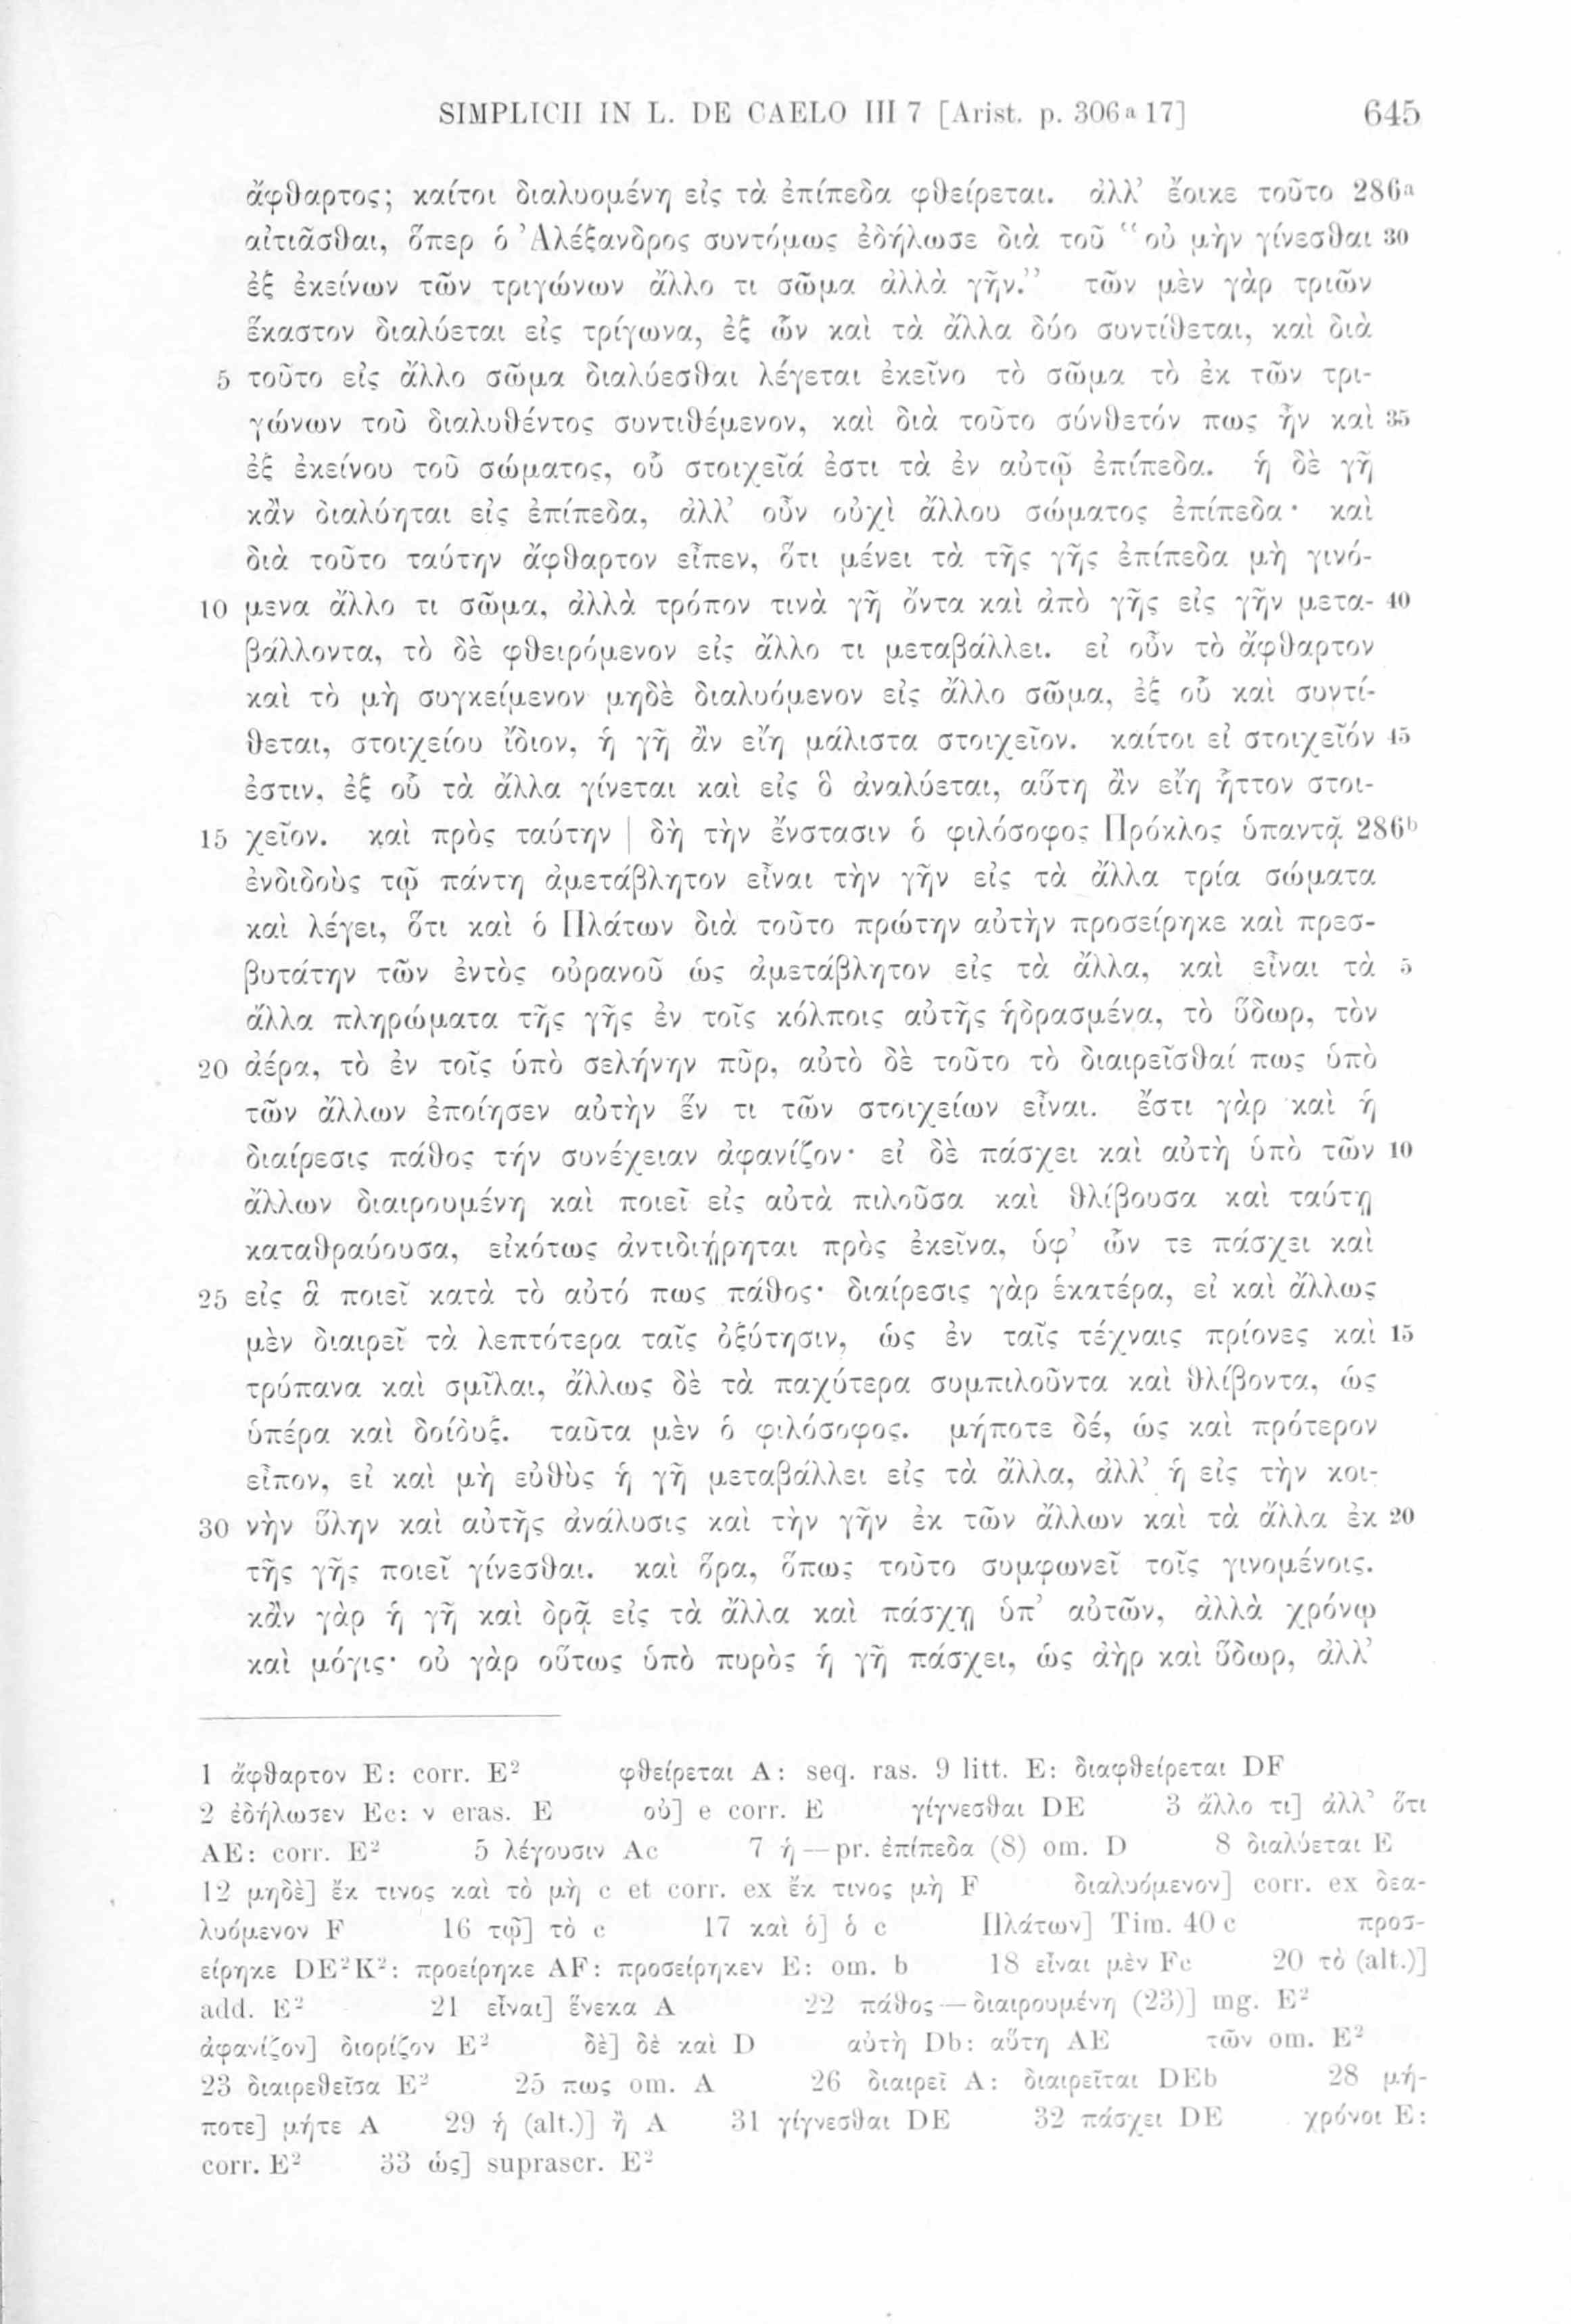 SIMPLICII IN L. DE CAELO III 7 [Arist. p. 306a 17] 645
ἄφθαρτος; καίτοι διαλυομένη εἰς τὰ ἐπίπεδα φθείρεται. ἀλλ’ ἔοικε τοῦτο 286a
αἰτιᾶσθαι, ὅπερ ὁ Ἀλέξανδρος συντόμως ἐδήλωσε διὰ τοῦ “οὐ μὴν γίνεσθαι 30
ἐξ ἐκείνων τῶν τριγώνων ἄλλο τι σῶμα ἀλλὰ γῆν.” τῶν μὲν γὰρ τριῶν
ἕκαστον διαλύεται εἰς τρίγωνα, ἐξ ὧν καὶ τὰ ἄλλα δύο συντίθεται, καὶ διὰ
5 τοῦτο εἰς ἄλλο σῶμα διαλύεσθαι λέγεται ἐκεῖνο τὸ σῶμα τὸ ἐκ τῶν τρι-
γώνων τοῦ διαλυθέντος συντιθέμενον, καὶ διὰ τοῦτο σύνθετόν πως ἦν καὶ 35
ἐξ ἐκείνου τοῦ σώματος, οὗ στοιχεῖά ἐστι τὰ ἐν αὐτῷ ἐπίπεδα. ἡ δὲ γῆ
κἂν διαλύηται εἰς ἐπίπεδα, ἀλλ’ οὖν οὐχὶ ἄλλου σώματος ἐπίπεδα· καὶ
διὰ τοῦτο ταύτην ἄφθαρτον εἶπεν, ὅτι μένει τὰ τῆς γῆς ἐπίπεδα μὴ γινό-
10 μενα ἄλλο τι σῶμα, ἀλλὰ τρόπον τινὰ γῆ ὄντα καὶ ἀπὸ γῆς εἰς γῆν μετα- 40
βάλλοντα, τὸ δὲ φθειρόμενον εἰς ἄλλο τι μεταβάλλει. εἰ οὖν τὸ ἄφθαρτον
καὶ τὸ μὴ συγκείμενον μηδὲ διαλυόμενον εἰς ἄλλο σῶμα, ἐξ οὗ καὶ συντί-
θεται, στοιχείου ἴδιον, ἡ γῆ ἂν εἴη μάλιστα στοιχεῖον. καίτοι εἰ στοιχεῖόν 45
ἐστιν, ἐξ οὗ τὰ ἄλλα γίνεται καὶ εἰς ὃ ἀναλύεται, αὕτη ἂν εἴη ἧττον στοι-
15 χεῖον. καὶ πρὸς ταύτην | δὴ τὴν ἔνστασιν ὁ φιλόσοφος Πρόκλος ὑπαντᾷ 286b
ἐνδιδοὺς τῷ πάντη ἀμετάβλητον εἶναι τὴν γῆν εἰς τὰ ἄλλα τρία σώματα
καὶ λέγει, ὅτι καὶ ὁ Πλάτων διὰ τοῦτο πρώτην αὐτὴν προσείρηκε καὶ πρεσ-
βυτάτην τῶν ἐντὸς οὐρανοῦ ὡς ἀμετάβλητον εἰς τὰ ἄλλα, καὶ εἶναι τὰ 5
ἄλλα πληρώματα τῆς γῆς ἐν τοῖς κόλποις αὐτῆς ἡδρασμένα, τὸ ὕδωρ, τὸν
20 ἀέρα, τὸ ἐν τοῖς ὑπὸ σελήνην πῦρ, αὐτὸ δὲ τοῦτο τὸ διαιρεῖσθαί πως ὑπὸ
τῶν ἄλλων ἐποίησεν αὐτὴν ἕν τι τῶν στοιχείων εἶναι. ἔστι γὰρ καὶ ἡ
διαίρεσις πάθος τήν συνέχειαν ἀφανίζον· εἰ δὲ πάσχει καὶ αὐτὴ ὑπὸ τῶν 10
ἄλλων διαιρουμένη καὶ ποιεῖ εἰς αὐτὰ πιλοῦσα καὶ θλίβουσα καὶ ταύτῃ
καταθραύουσα, εἰκότως ἀντιδιῄρηται πρὸς ἐκεῖνα, ὑφ’ ὧν τε πάσχει καὶ
25 εἰς ἃ ποιεῖ κατὰ τὸ αὐτό πως πάθος· διαίρεσις γὰρ ἑκατέρα, εἰ καὶ ἄλλως
μὲν διαιρεῖ τὰ λεπτότερα ταῖς ὀξύτησιν, ὡς ἐν ταῖς τέχναις πρίονες καὶ 15
τρύπανα καὶ σμῖλαι, ἄλλως δὲ τὰ παχύτερα συμπιλοῦντα καὶ θλίβοντα, ὡς
ὑπέρα καὶ δοίδυξ. ταῦτα μὲν ὁ φιλόσοφος. μήποτε δέ, ὡς καὶ πρότερον
εἶπον, εἰ καὶ μὴ εὐθὺς ἡ γῆ μεταβάλλει εἰς τὰ ἄλλα, ἀλλ’ ἡ εἰς τὴν κοι-
30 νὴν ὕλην καὶ αὐτῆς ἀνάλυσις καὶ τὴν γῆν ἐκ τῶν ἄλλων καὶ τὰ ἄλλα ἐκ 20
τῆς γῆς ποιεῖ γίνεσθαι. καὶ ὅρα, ὅπως τοῦτο συμφωνεῖ τοῖς γινομένοις.
κἂν γὰρ ἡ γῆ καὶ δρᾷ εἰς τὰ ἄλλα καὶ πάσχῃ ὑπ’ αὐτῶν, ἀλλὰ χρόνῳ
καὶ μόγις· οὐ γὰρ οὕτως ὑπὸ πυρὸς ἡ γῆ πάσχει, ὡς ἀὴρ καὶ ὕδωρ, ἀλλ’
1 ἄφθαρτον E: corr. E² φθείρεται A: seq. ras. 9 litt. E: διαφθείρεται DF
2 ἐδήλωσεν Ec: ν eras. E οὐ] e corr. E γίγνεσθαι DE 3 ἄλλο τι] ἀλλ’ ὅτι
AE: corr. E² 5 λέγουσιν Ac 7 ἡ — pr. ἐπίπεδα (8) om. D 8 διαλύεται E
12 μηδὲ] ἔκ τινος καὶ τὸ μὴ c et corr. ex ἔκ τινος μὴ F διαλυόμενον] corr. ex δεα-
λυόμενον F 16 τῷ] τὸ c 17 καὶ ὁ] ὁ c Πλάτων] Tim. 40 c προσ-
είρηκε DE²K²: προείρηκε AF: προσείρηκεν E: om. b 18 εἶναι μὲν Fc 20 τὸ (alt.)]
add. E² 21 εἶναι] ἕνεκα A 22 πάθος — διαιρουμένη (23)] mg. E²
ἀφανίζον] διορίζον E² δὲ] δὲ καὶ D αὐτὴ Db: αὕτη AE τῶν om. E²
23 διαιρεθεῖσα E² 25 πως om. A 26 διαιρεῖ A: διαιρεῖται DEb 28 μή-
ποτε] μήτε A 29 ἡ (alt.)] ἢ A 31 γίγνεσθαι DE 32 πάσχει DE χρόνοι E:
corr. E² 33 ὡς] suprascr. E²